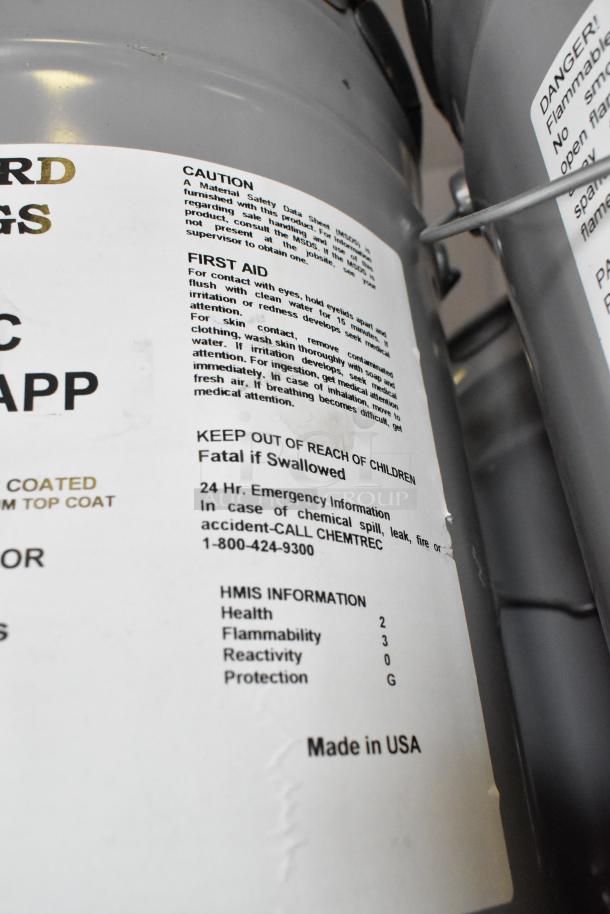 RD
GS
C
APP
COATED
M TOP COAT
OR
S
CAUTION
A Material Safety Data Sheet (MSDS) is
furnished with this product. For information
regarding sale handling and use of this
product, consult the MSDS. If the MSDS is
not present at the jobsite, see your
supervisor to obtain one.
FIRST AID
For contact with eyes, hold eyelids apart and
flush with clean water for 15 minutes. If
irritation or redness develops seek medical
attention.
For skin contact, remove contaminated
clothing, wash skin thoroughly with soap and
water. If irritation develops, seek medical
attention. For ingestion, get medical attention
immediately. In case of inhalation, move to
fresh air. If breathing becomes difficult, get
medical attention.
KEEP OUT OF REACH OF CHILDREN
Fatal if Swallowed
24 Hr. Emergency Information
In case of chemical spill, leak, fire or
accident-CALL CHEMTREC
1-800-424-9300
HMIS INFORMATION
Health 2
Flammability 3
Reactivity 0
Protection G
Made in USA
DANGER!
Flammable
No smo
open flam
spark
flame
PA